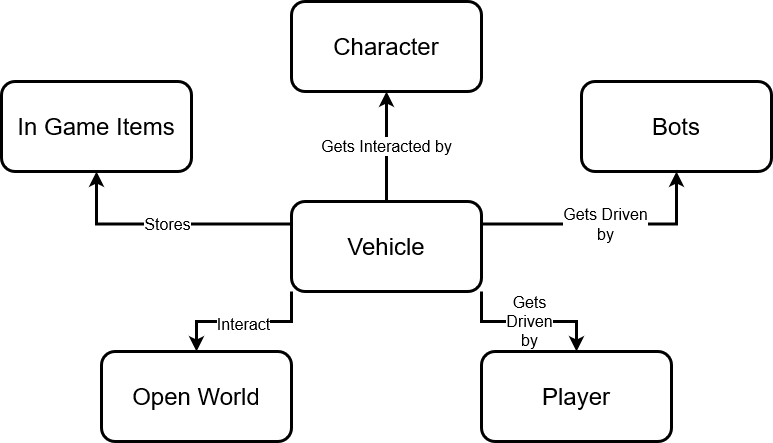 Character
In Game Items
Bots
Gets Interacted by
Stores
Gets Driven
by
Vehicle
Interact
Gets
Driven
by
Open World
Player